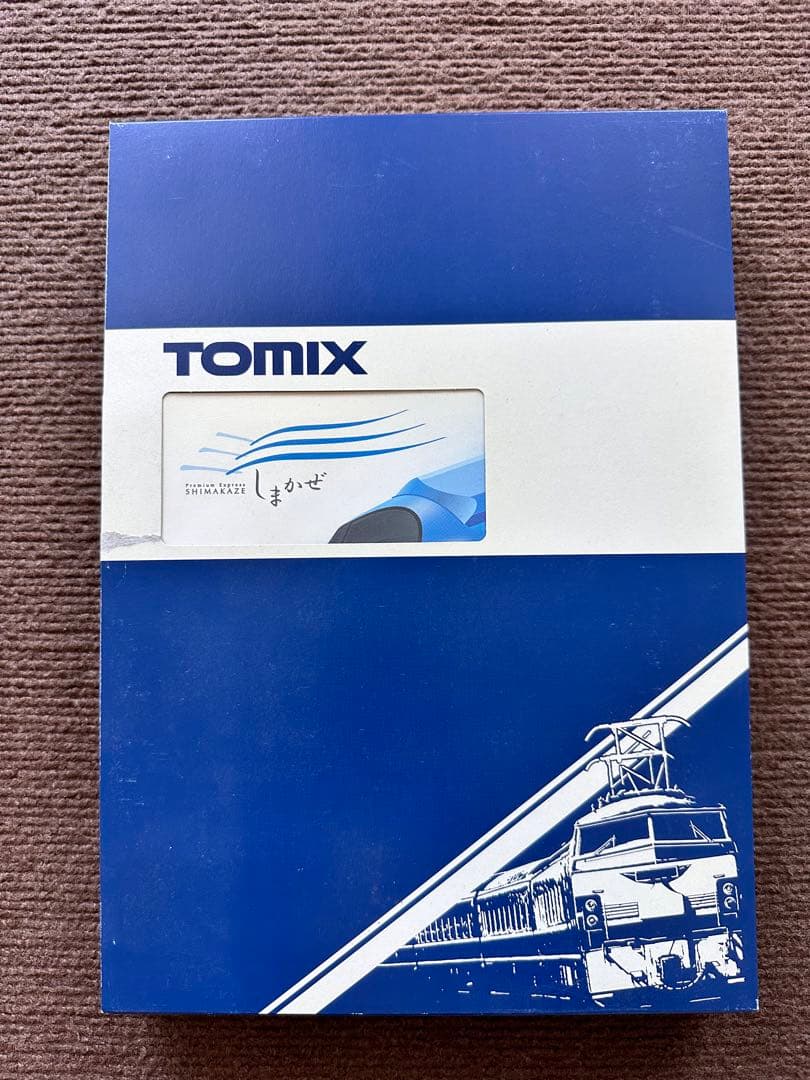 TOMIX
Premium Express
SHIMAKAZE
しまかぜ